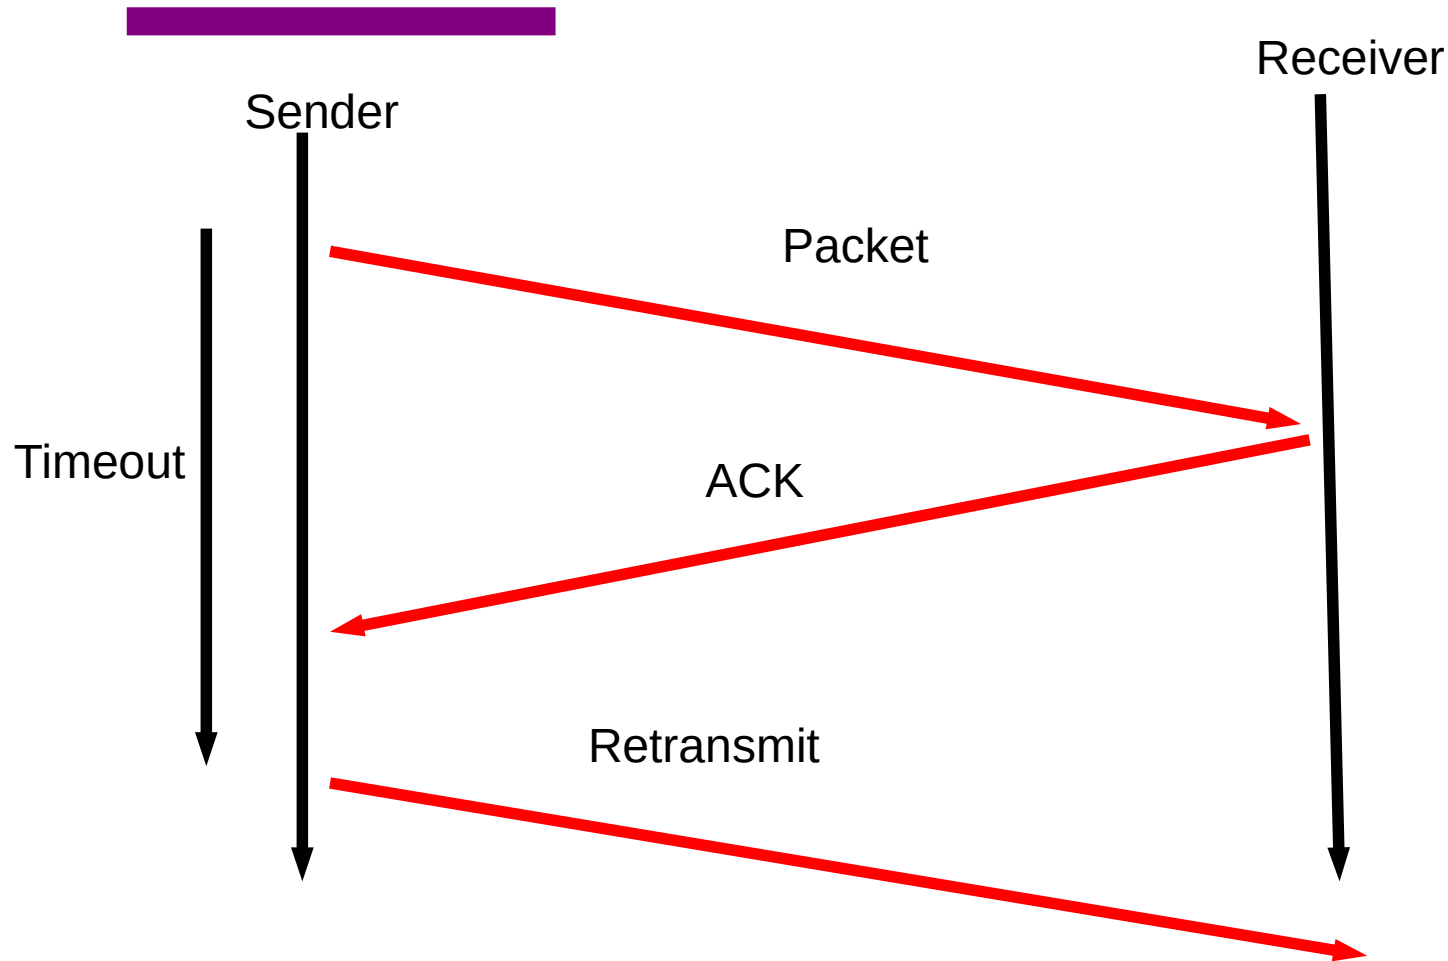 Receiver
Sender
Packet
Timeout
ACK
Retransmit